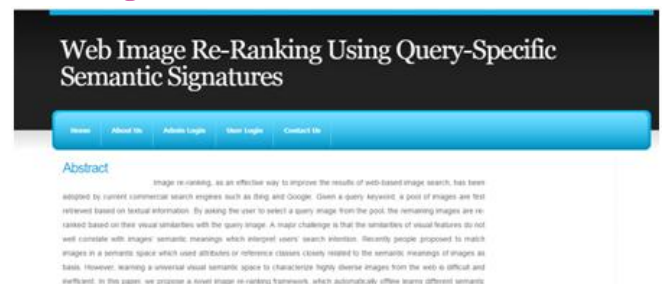 Web Image Re-Ranking Using Query-Specific
Semantic Signatures
Home About Us Admin Login User Login Contact Us
Abstract
Image re-ranking, as an effective way to improve the results of web-based image search, has been
adopted by current commercial search engines such as Bing and Google. Given a query keyword, a pool of images are first
retrieved based on textual information. By asking the user to select a query image from the pool, the remaining images are re-
ranked based on their visual similarities with the query image. A major challenge is that the similarities of visual features do not
well correlate with images' semantic meanings which interpret users' search intention. Recently people proposed to match
images in a semantic space which used attributes or reference classes closely related to the semantic meanings of images as
basis. However, learning a universal visual semantic space to characterize highly diverse images from the web is difficult and
inefficient. In this paper, we propose a novel image re-ranking framework, which automatically offline learns different semantic